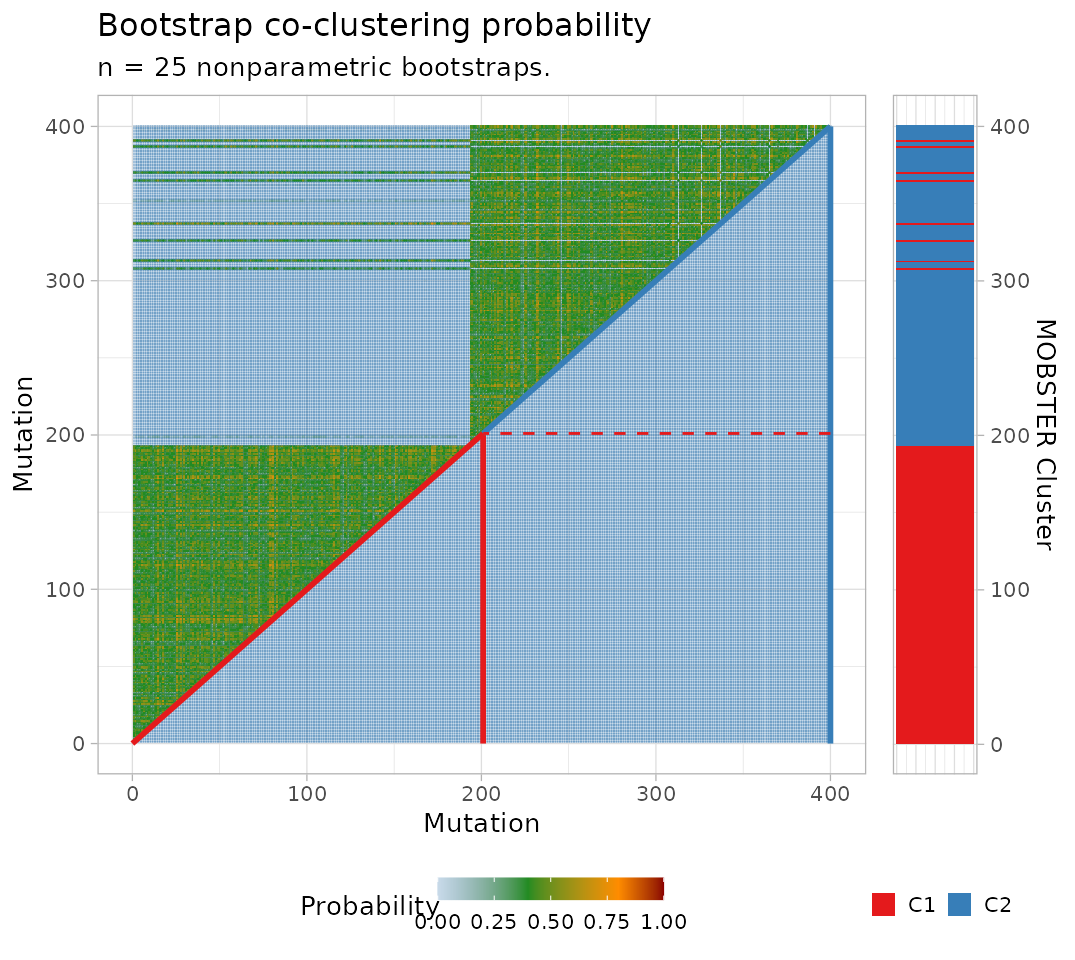 Bootstrap co-clustering probability
n = 25 nonparametric bootstraps.
400
300
200
100
0
Mutation
0 100 200 300 400
Mutation
400
300
200
100
0
MOBSTER Cluster
Probability
0.00 0.25 0.50 0.75 1.00
C1 C2